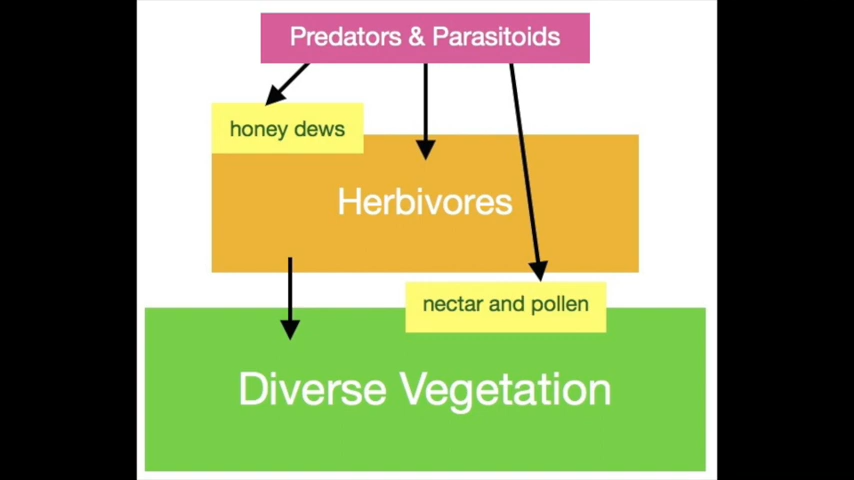 Predators & Parasitoids
honey dews
Herbivores
nectar and pollen
Diverse Vegetation